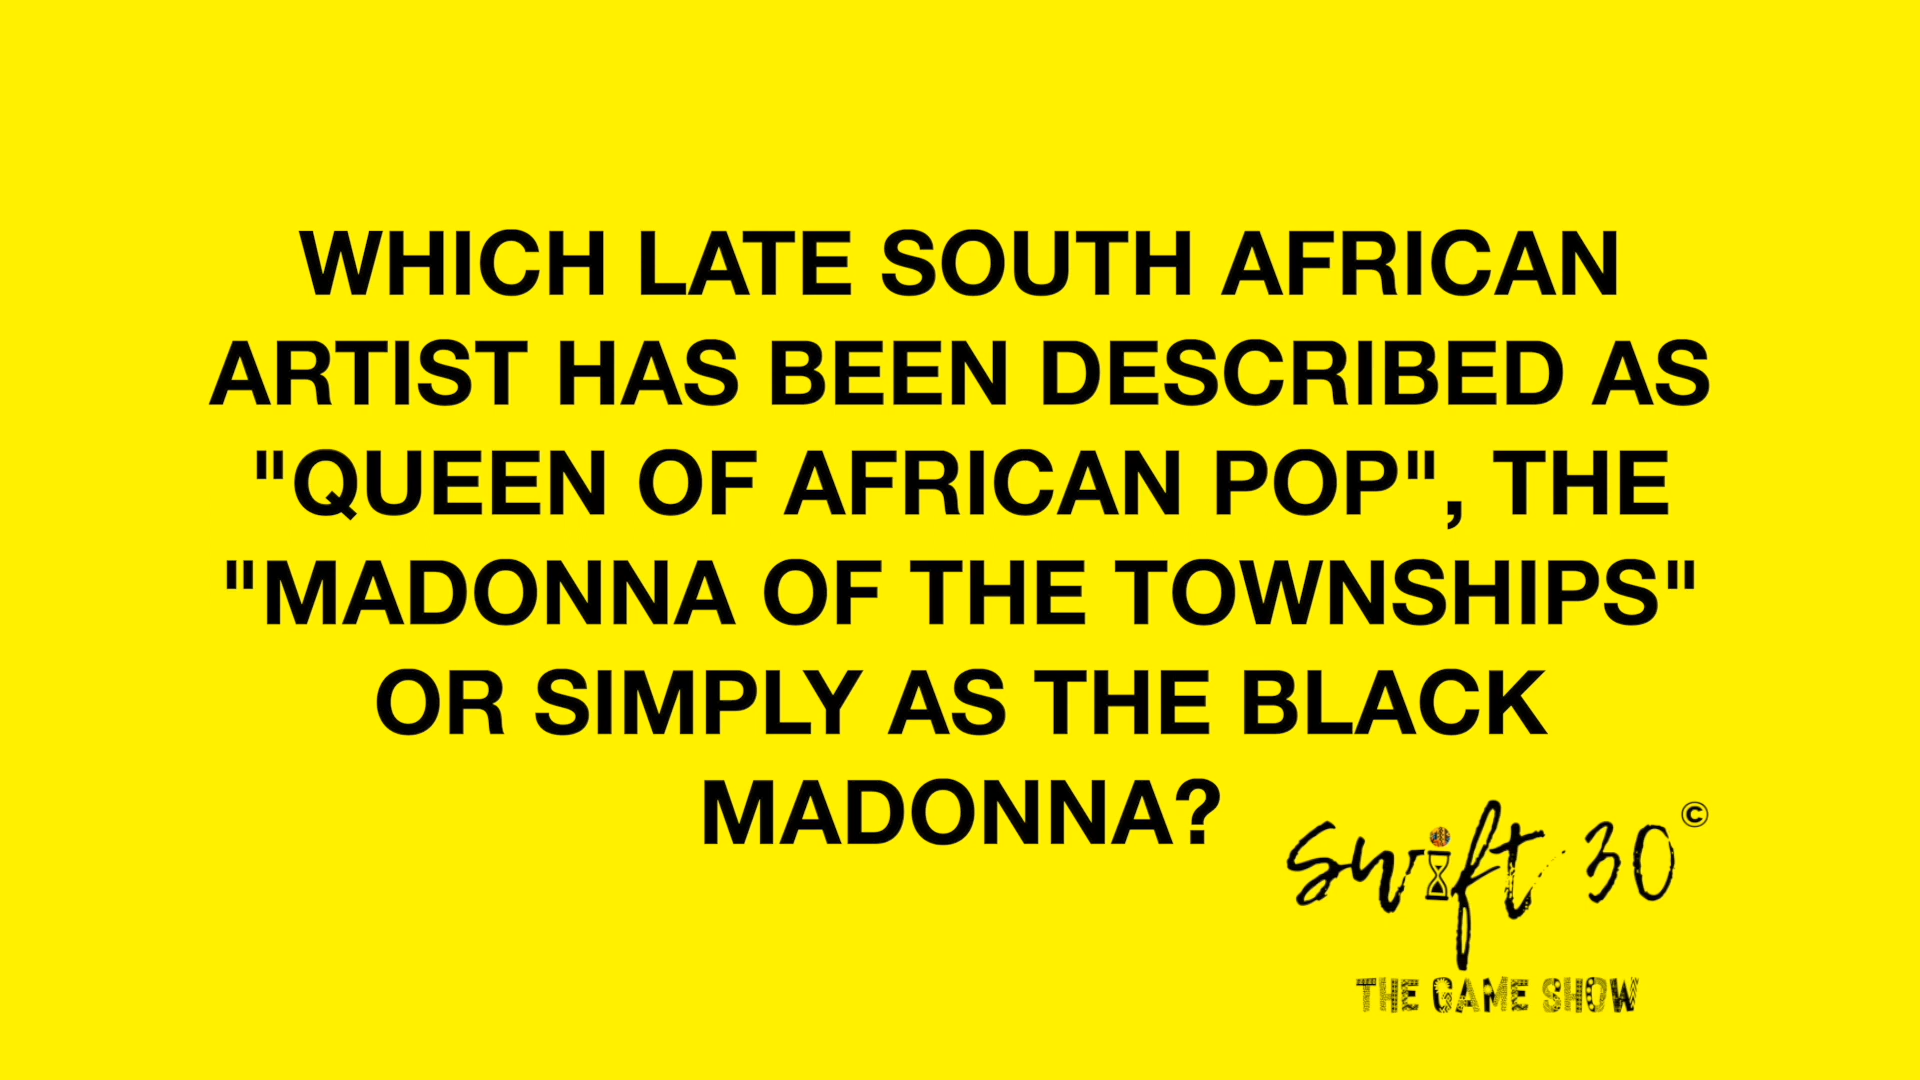 WHICH LATE SOUTH AFRICAN
ARTIST HAS BEEN DESCRIBED AS
"QUEEN OF AFRICAN POP", THE
"MADONNA OF THE TOWNSHIPS"
OR SIMPLY AS THE BLACK
MADONNA?
swift 30 ©
THE GAME SHOW